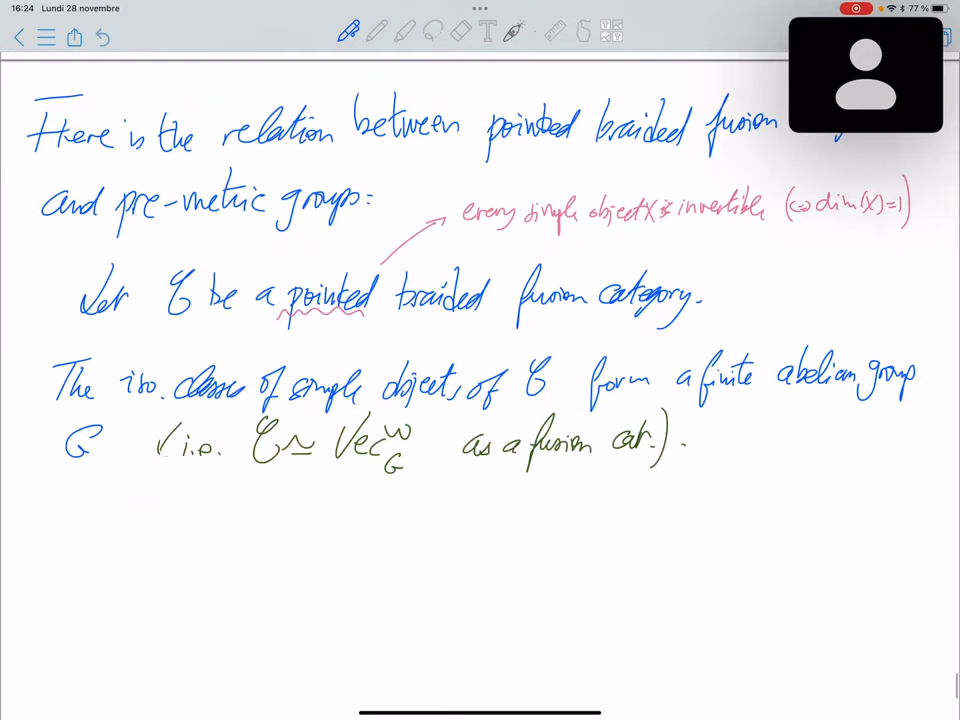 16:24 Lundi 28 novembre
77 %
Here is the relation between pointed braided fusion
and pre-metric groups:
every simple object X is invertible (⇔ dim(X)=1)
Let 𝒞 be a pointed braided fusion category.
The iso. classes of simple objects of 𝒞 form a finite abelian group
G (i.e. 𝒞 ≃ Vec_G^ω as a fusion cat.).